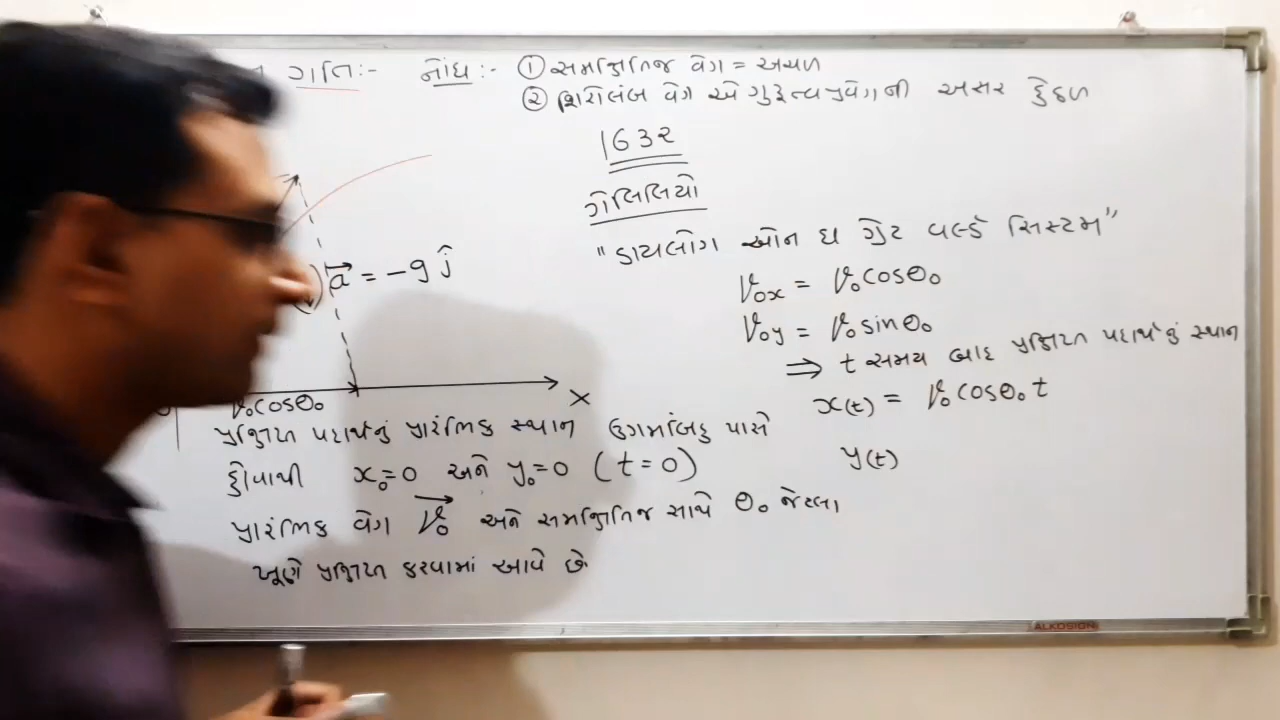 ગતિ:- નોંધ:- ① સમક્ષિતિજ વેગ = અચળ
② શિરોલંબ વેગ એ ગુરુત્વપ્રવેગની અસર હેઠળ
1632
ગેલિલિયો
"ડાયલોગ ઓન ધ ગ્રેટ વર્લ્ડ સિસ્ટમ"
a⃗ = -g ĵ
V₀x = V₀cosθ₀
V₀y = V₀sinθ₀
⇒ t સમય બાદ પ્રક્ષિપ્ત પદાર્થનું સ્થાન
x(t) = V₀cosθ₀t
y(t)
V₀cosθ₀ X
પ્રક્ષિપ્ત પદાર્થનું પ્રારંભિક સ્થાન ઉગમબિંદુ પાસે
હોવાથી x₀=0 અને y₀=0 (t=0)
પ્રારંભિક વેગ V₀⃗ અને સમક્ષિતિજ સાથે θ₀ જેટલા
ખૂણે પ્રક્ષિપ્ત કરવામાં આવે છે.
ALKOSIGN